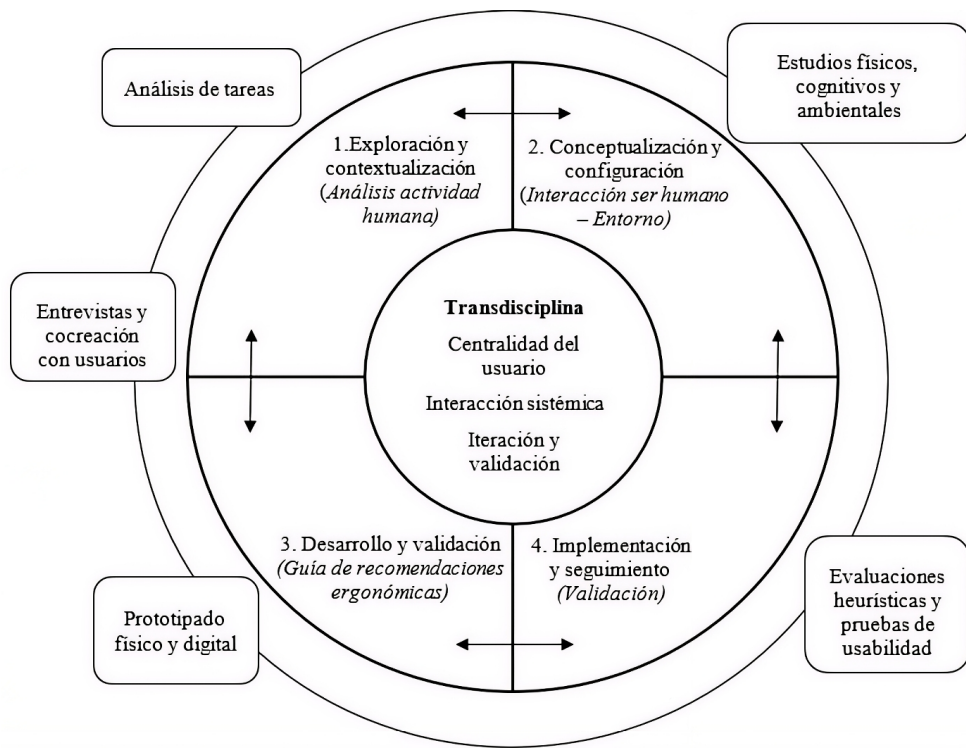 Análisis de tareas
Estudios físicos,
cognitivos y
ambientales
1.Exploración y
contextualización
(Análisis actividad
humana)
2. Conceptualización y
configuración
(Interacción ser humano
– Entorno)
Entrevistas y
cocreación
con usuarios
Transdisciplina
Centralidad del
usuario
Interacción sistémica
Iteración y
validación
3. Desarrollo y validación
(Guía de recomendaciones
ergonómicas)
4. Implementación
y seguimiento
(Validación)
Prototipado
físico y digital
Evaluaciones
heurísticas y
pruebas de
usabilidad